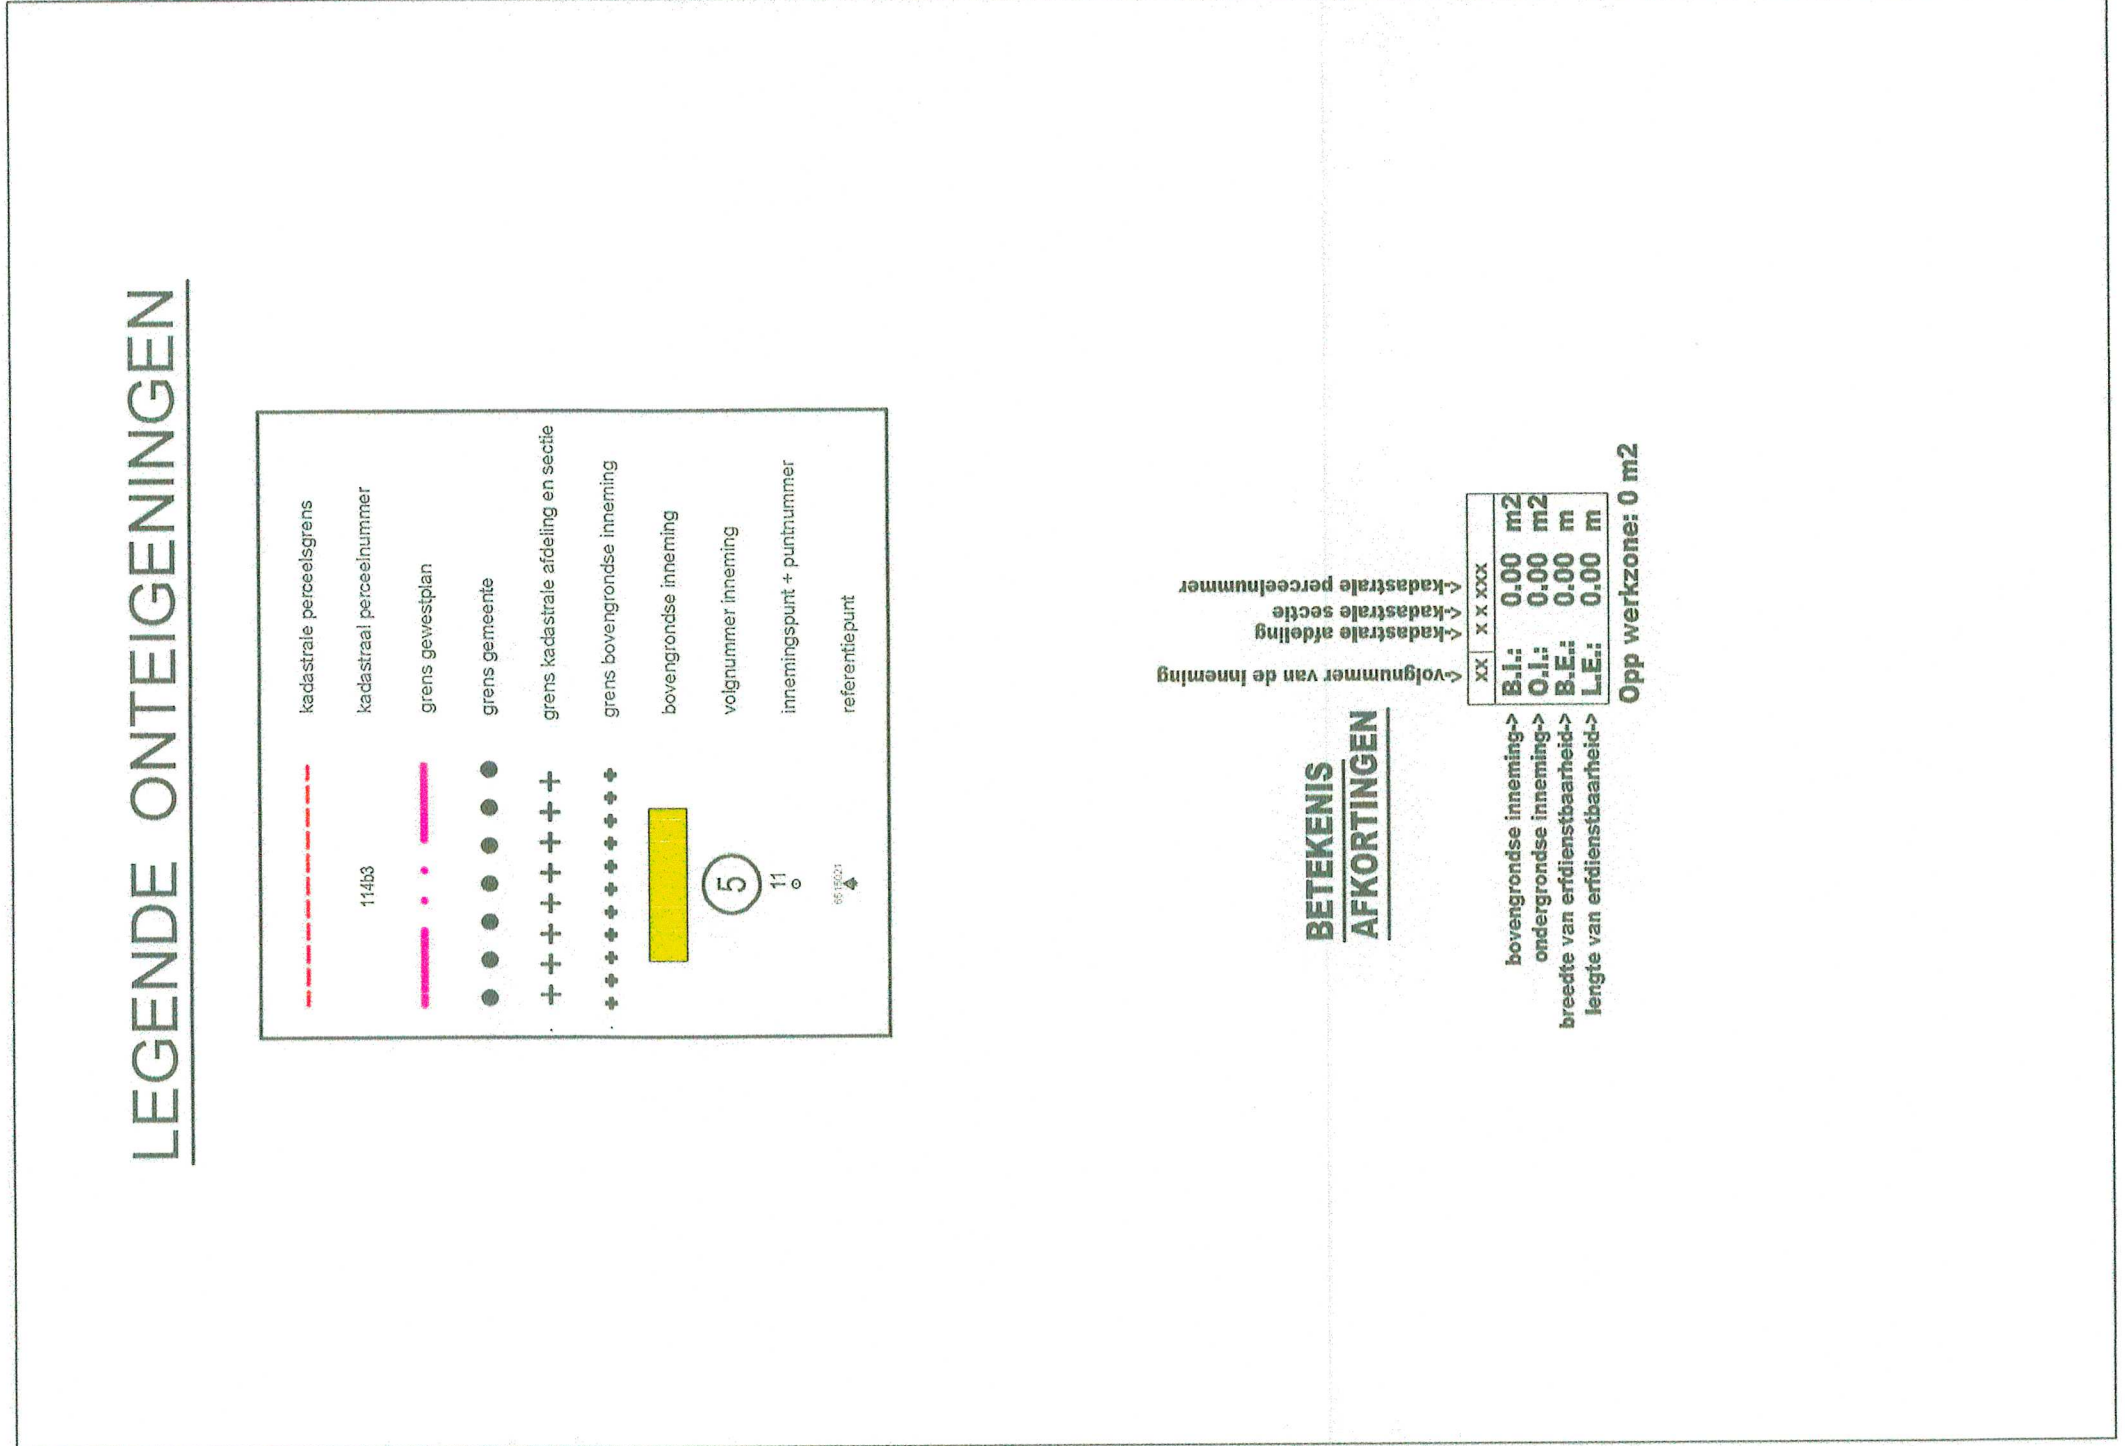 LEGENDE ONTEIGENINGEN
kadastrale perceelsgrens
114b3 kadastraal perceelnummer
grens gewestplan
grens gemeente
grens kadastrale afdeling en sectie
grens bovengrondse inneming
bovengrondse inneming
5 volgnummer inneming
11 innemingspunt + puntnummer
referentiepunt
BETEKENIS
AFKORTINGEN
<-volgnummer van de inneming
<-kadastrale afdeling
<-kadastrale sectie
<-kadastrale perceelnummer
xx x x xxx
bovengrondse inneming-> B.I.: 0.00 m2
ondergrondse inneming-> O.I.: 0.00 m2
breedte van erfdienstbaarheid-> B.E.: 0.00 m
lengte van erfdienstbaarheid-> L.E.: 0.00 m
Opp werkzone: 0 m2